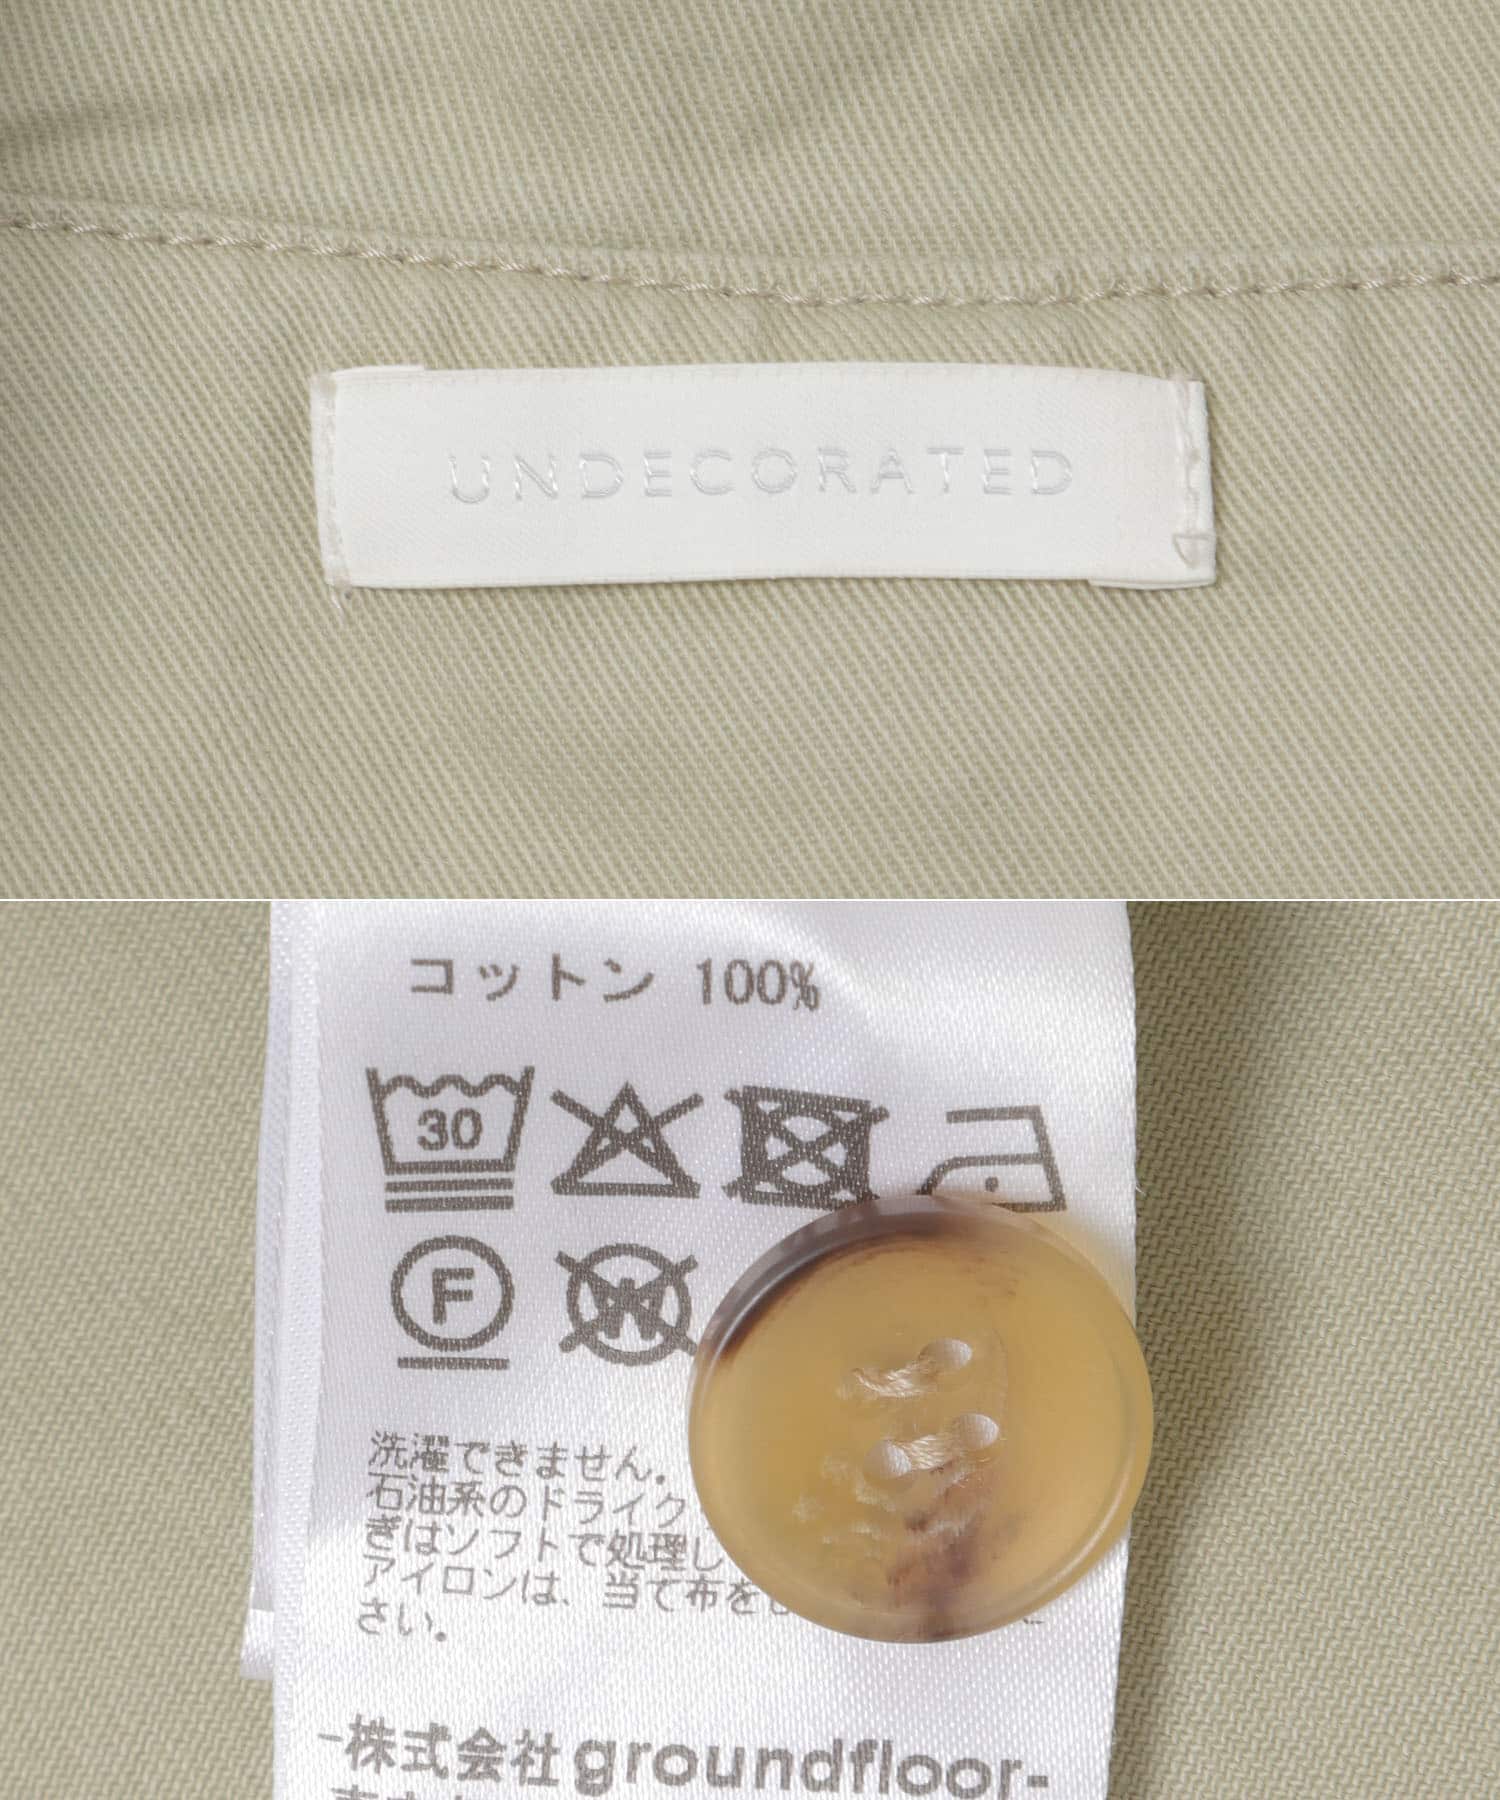 UNDECORATED
コットン 100%
30
F
W
洗濯できません.
石油系のドライク
ぎはソフトで処理し
アイロンは、当て布を
さい.
-株式会社groundfloor-